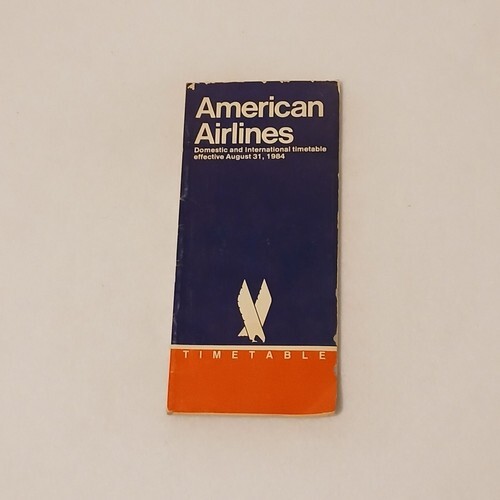 American
Airlines
Domestic and International timetable
effective August 31, 1984
TIMETABLE